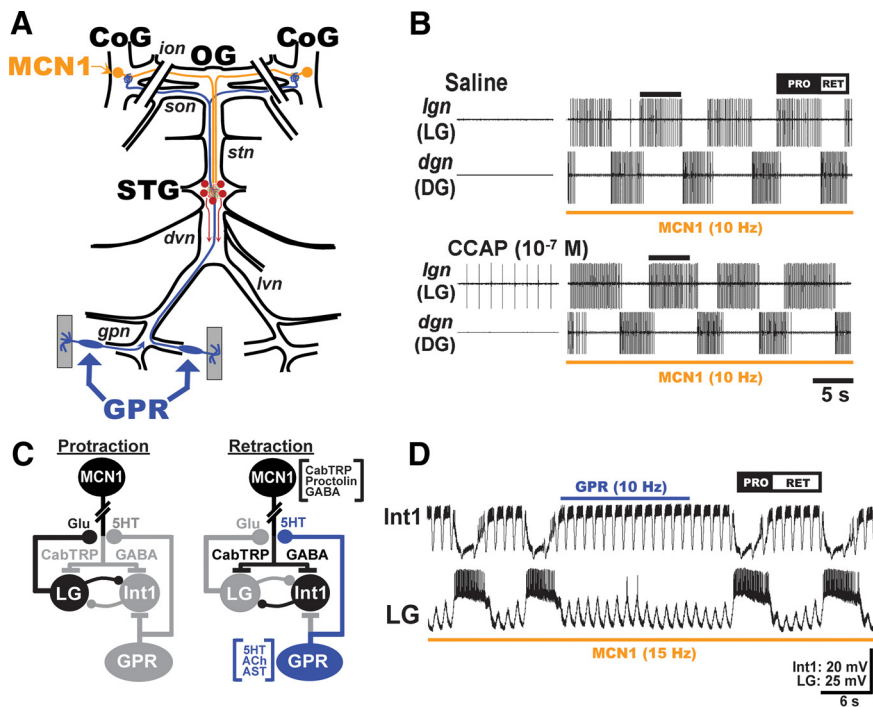 A
CoG
ion
OG
CoG
MCN1
son
stn
STG
dvn
lvn
gpn
GPR
B
Saline
PRO RET
lgn
(LG)
dgn
(DG)
MCN1 (10 Hz)
CCAP (10-7 M)
lgn
(LG)
dgn
(DG)
MCN1 (10 Hz)
5 s
C
Protraction
MCN1
Glu
5HT
CabTRP
GABA
LG
Int1
GPR
Retraction
MCN1
CabTRP
Proctolin
GABA
Glu
5HT
CabTRP
GABA
LG
Int1
5HT
ACh
AST
GPR
D
GPR (10 Hz)
PRO RET
Int1
LG
MCN1 (15 Hz)
Int1: 20 mV
LG: 25 mV
6 s